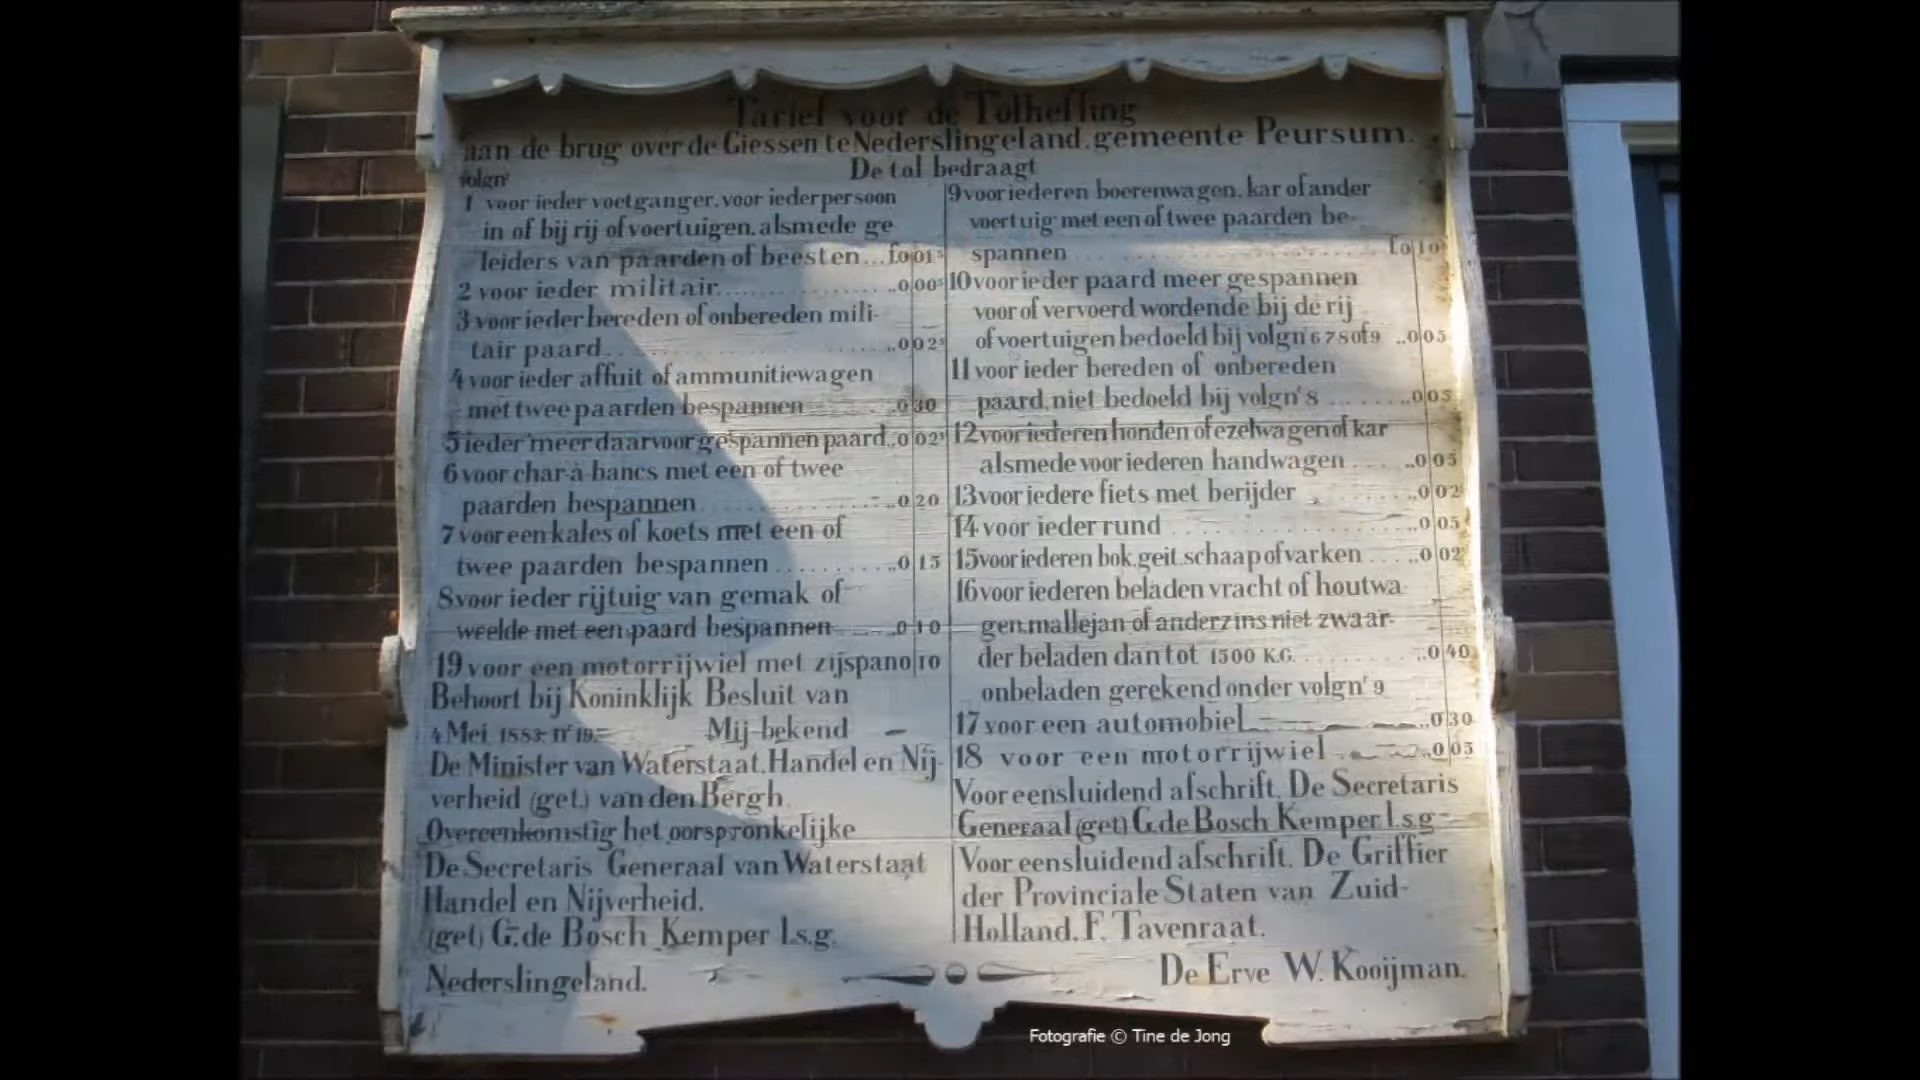 Tarief voor de Tolheffing
aan de brug over de Giessen te Nederslingeland. gemeente Peursum.
De tol bedraagt
volgnʳ
1 voor ieder voetganger. voor ieder persoon
in of bij rij of voertuigen. alsmede ge
leiders van paarden of beesten...f.0 01⁵
2 voor ieder militair..............0 00⁵
3 voor ieder bereden of onbereden mili-
tair paard..............0 02⁵
4 voor ieder affuit of ammunitiewagen
met twee paarden bespannen ........0 30
5 ieder meer daarvoor gespannen paard..0 02⁵
6 voor char-à-bancs met een of twee
paarden bespannen..............0 20
7 voor een kales of koets met een of
twee paarden bespannen ..........0 15
8 voor ieder rijtuig van gemak of
weelde met een paard bespannen......0 10
19 voor een motorrijwiel met zijspan 0 10
Behoort bij Koninklijk Besluit van
4 Mei 1883 nʳ 19. Mij bekend
De Minister van Waterstaat. Handel en Nij-
verheid (get.) van den Bergh
Overeenkomstig het oorspronkelijke
De Secretaris Generaal van Waterstaat
Handel en Nijverheid.
(get) G. de Bosch Kemper l.s.g.
Nederslingeland.
9 voor iederen boerenwagen. kar of ander
voertuig met een of twee paarden be-
spannen ..............f.0 10
10 voor ieder paard meer gespannen
voor of vervoerd wordende bij de rij
of voertuigen bedoeld bij volgnʳ 6 7 8 of 9 ..0 05
11 voor ieder bereden of onbereden
paard. niet bedoeld bij volgnʳ 8 ........0 05
12 voor iederen honden of ezelwagen of kar
alsmede voor iederen handwagen ......0 05
13 voor iedere fiets met berijder ........0 02⁵
14 voor ieder rund ..............0 05
15 voor iederen bok. geit. schaap of varken ......0 02⁵
16 voor iederen beladen vracht of houtwa
gen. mallejan of anderzins niet zwaar-
der beladen dan tot 1500 K.G. ..........0 40
onbeladen gerekend onder volgnʳ 9
17 voor een automobiel ..0 30
18 voor een motorrijwiel ..0 05
Voor eensluidend afschrift. De Secretaris
Generaal (get) G. de Bosch Kemper l.s.g
Voor eensluidend afschrift. De Griffier
der Provinciale Staten van Zuid-
Holland. F. Tavenraat.
De Erve W. Kooijman.
Fotografie © Tine de Jong